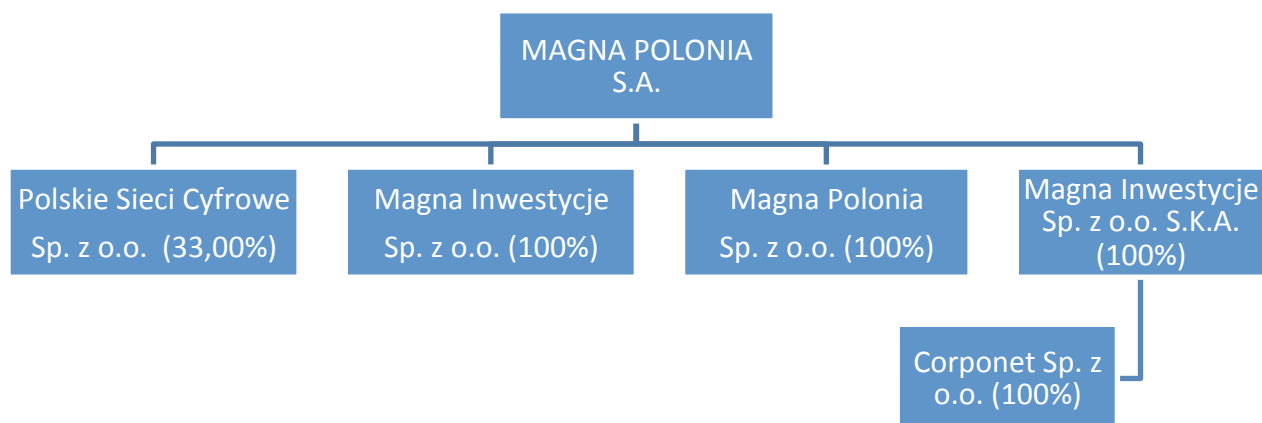 MAGNA POLONIA
S.A.
Polskie Sieci Cyfrowe
Sp. z o.o. (33,00%)
Magna Inwestycje
Sp. z o.o. (100%)
Magna Polonia
Sp. z o.o. (100%)
Magna Inwestycje
Sp. z o.o. S.K.A.
(100%)
Corponet Sp. z
o.o. (100%)